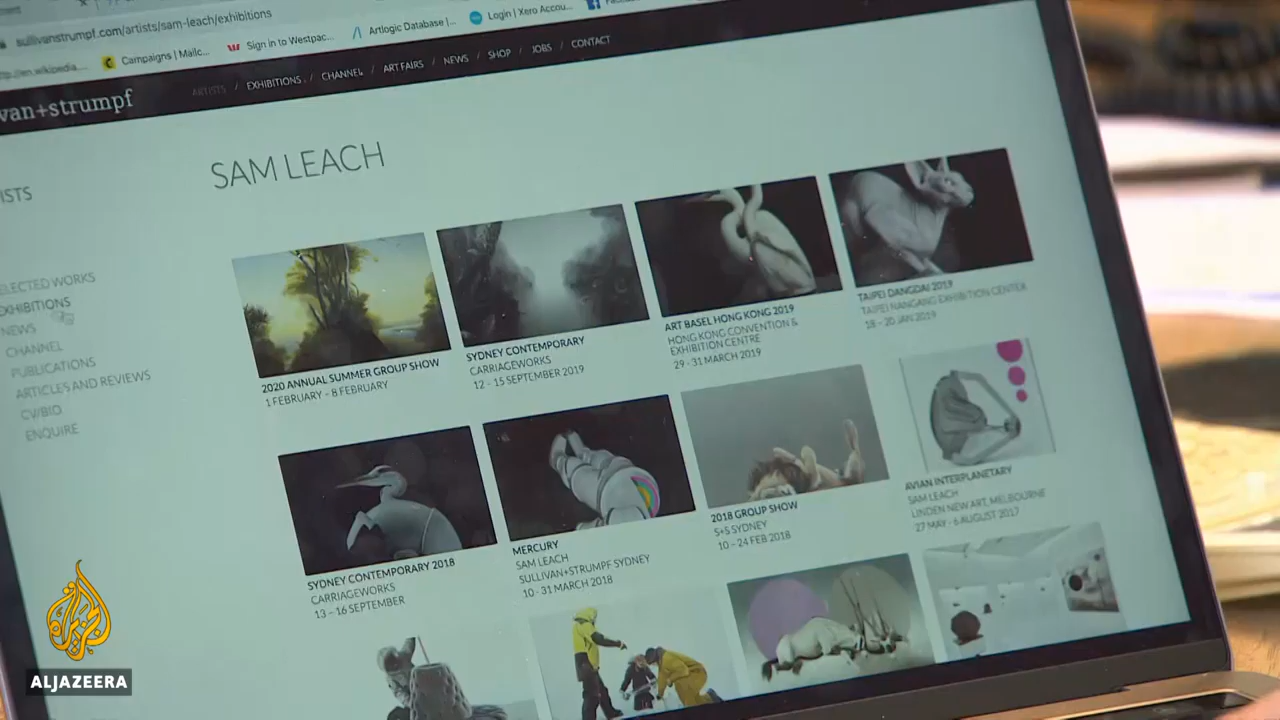 sullivanstrumpf.com/artists/sam-leach/exhibitions
Campaigns | Mailc...
Sign in to Westpac...
Artlogic Database |...
Login | Xero Accou...
van+strumpf
ARTISTS / EXHIBITIONS / CHANNEL / ART FAIRS / NEWS / SHOP / JOBS / CONTACT
ISTS
SAM LEACH
ELECTED WORKS
EXHIBITIONS
NEWS
CHANNEL
PUBLICATIONS
ARTICLES AND REVIEWS
CV/BIO
ENQUIRE
2020 ANNUAL SUMMER GROUP SHOW
1 FEBRUARY – 8 FEBRUARY
SYDNEY CONTEMPORARY
CARRIAGEWORKS
12 - 15 SEPTEMBER 2019
ART BASEL HONG KONG 2019
HONG KONG CONVENTION &
EXHIBITION CENTRE
29 - 31 MARCH 2019
TAIPEI DANGDAI 2019
TAIPEI NANGANG EXHIBITION CENTER
18 – 20 JAN 2019
SYDNEY CONTEMPORARY 2018
CARRIAGEWORKS
13 – 16 SEPTEMBER
MERCURY
SAM LEACH
SULLIVAN+STRUMPF SYDNEY
10 - 31 MARCH 2018
2018 GROUP SHOW
S+S SYDNEY
10 – 24 FEB 2018
AVIAN INTERPLANETARY
SAM LEACH
LINDEN NEW ART, MELBOURNE
27 MAY - 6 AUGUST 2017
ALJAZEERA